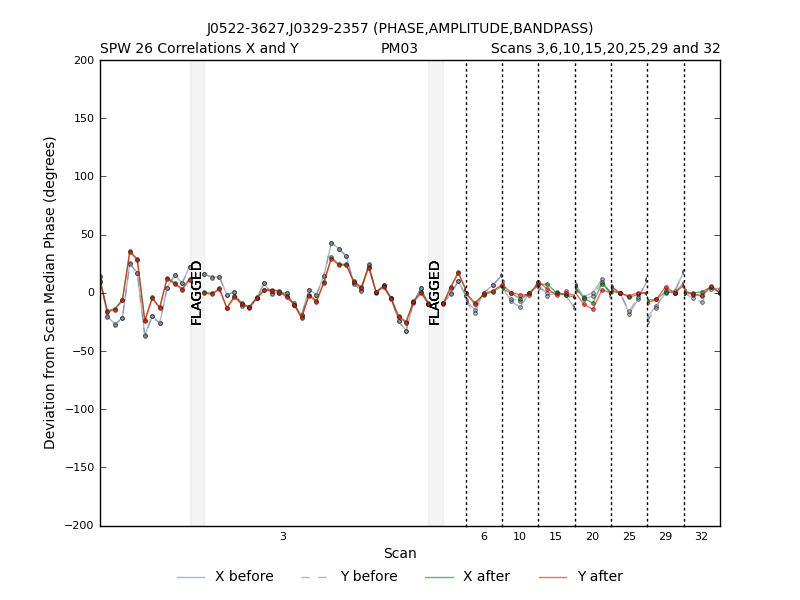 J0522-3627,J0329-2357 (PHASE,AMPLITUDE,BANDPASS)
SPW 26 Correlations X and Y PM03 Scans 3,6,10,15,20,25,29 and 32
200
150
100
50
0
−50
−100
−150
−200
Deviation from Scan Median Phase (degrees)
FLAGGED
FLAGGED
3 6 10 15 20 25 29 32
Scan
X before Y before X after Y after